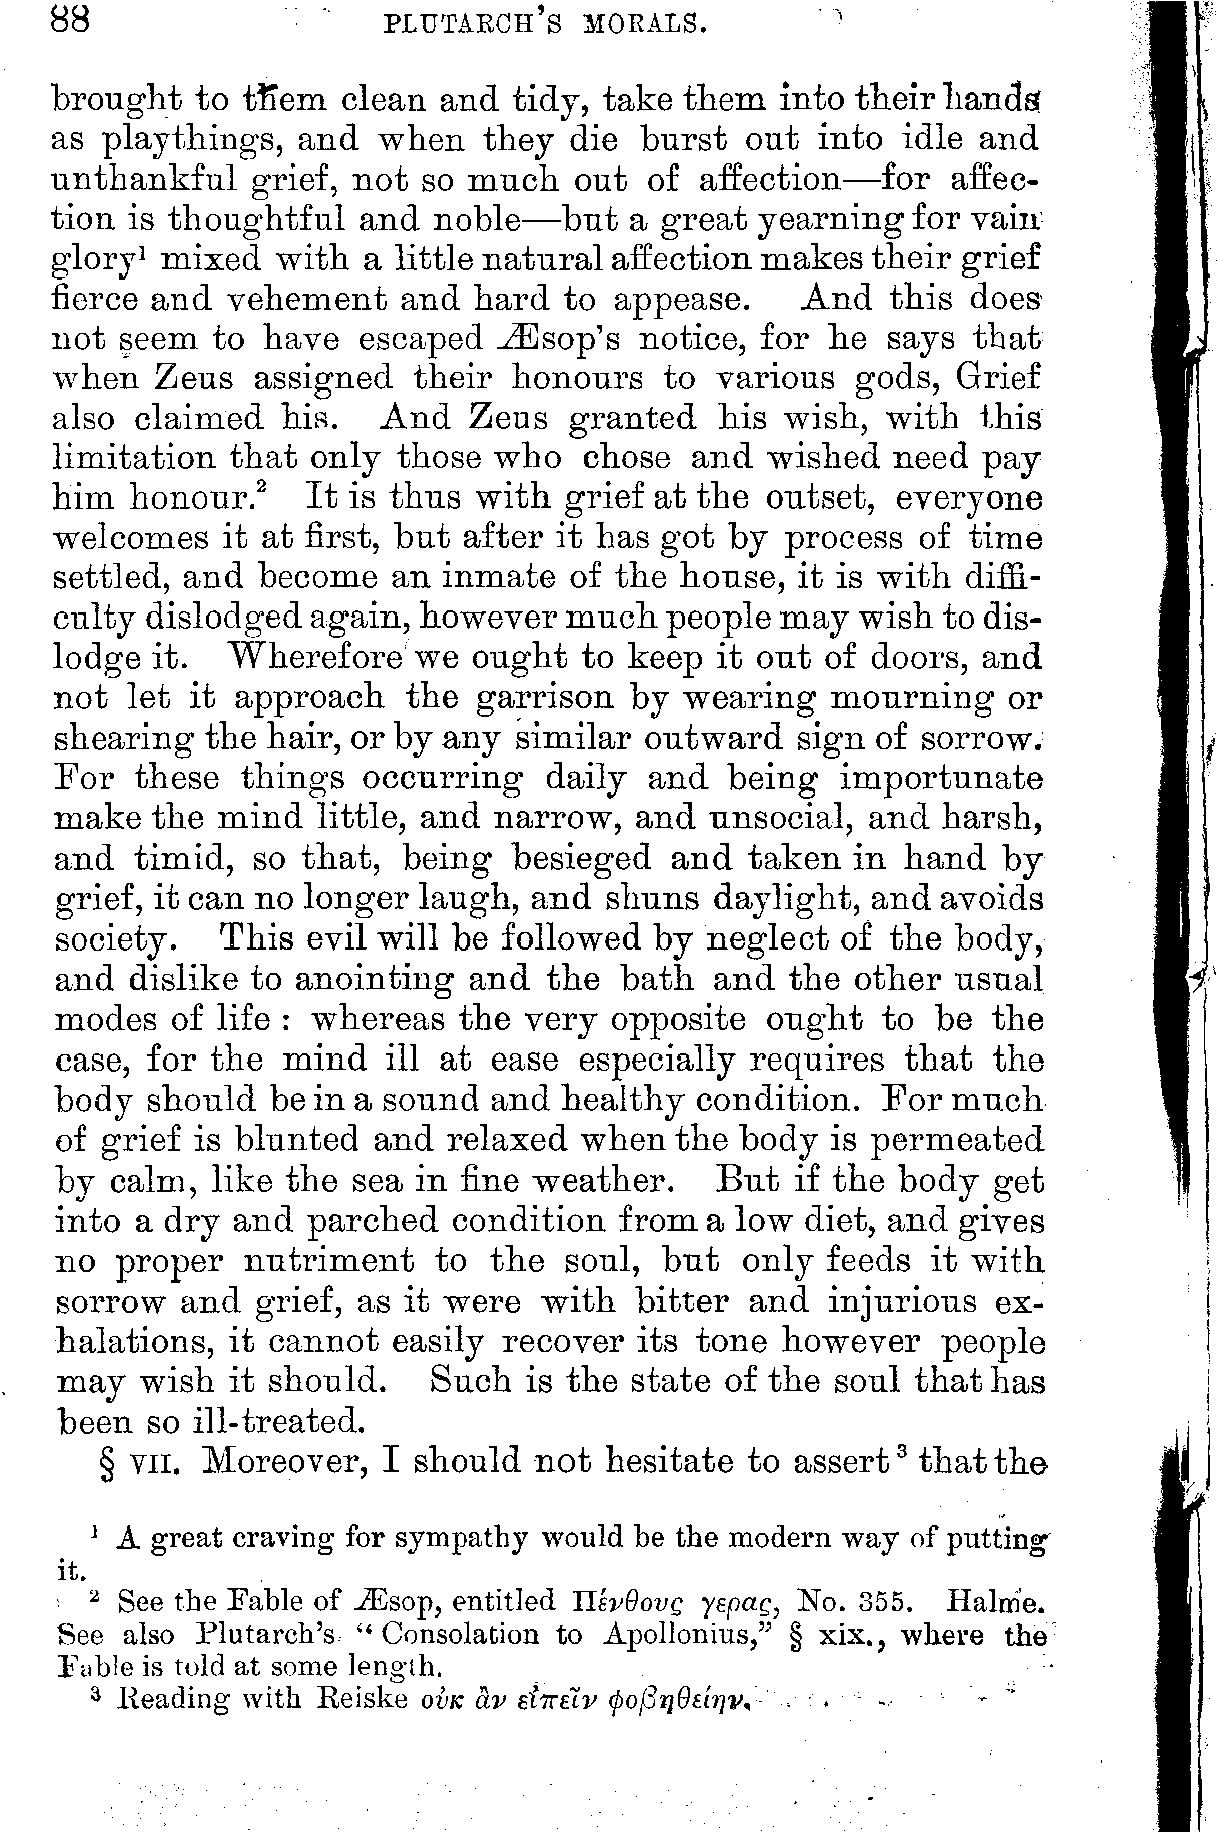 88 PLUTARCH'S MORALS.
brought to them clean and tidy, take them into their hands
as playthings, and when they die burst out into idle and
unthankful grief, not so much out of affection—for affec-
tion is thoughtful and noble—but a great yearning for vain
glory¹ mixed with a little natural affection makes their grief
fierce and vehement and hard to appease. And this does
not seem to have escaped Æsop's notice, for he says that
when Zeus assigned their honours to various gods, Grief
also claimed his. And Zeus granted his wish, with this
limitation that only those who chose and wished need pay
him honour.² It is thus with grief at the outset, everyone
welcomes it at first, but after it has got by process of time
settled, and become an inmate of the house, it is with diffi-
culty dislodged again, however much people may wish to dis-
lodge it. Wherefore we ought to keep it out of doors, and
not let it approach the garrison by wearing mourning or
shearing the hair, or by any similar outward sign of sorrow.
For these things occurring daily and being importunate
make the mind little, and narrow, and unsocial, and harsh,
and timid, so that, being besieged and taken in hand by
grief, it can no longer laugh, and shuns daylight, and avoids
society. This evil will be followed by neglect of the body,
and dislike to anointing and the bath and the other usual
modes of life : whereas the very opposite ought to be the
case, for the mind ill at ease especially requires that the
body should be in a sound and healthy condition. For much
of grief is blunted and relaxed when the body is permeated
by calm, like the sea in fine weather. But if the body get
into a dry and parched condition from a low diet, and gives
no proper nutriment to the soul, but only feeds it with
sorrow and grief, as it were with bitter and injurious ex-
halations, it cannot easily recover its tone however people
may wish it should. Such is the state of the soul that has
been so ill-treated.
§ VII. Moreover, I should not hesitate to assert³ that the
¹ A great craving for sympathy would be the modern way of putting
it.
² See the Fable of Æsop, entitled Πένθους γερας, No. 355. Halme.
See also Plutarch's "Consolation to Apollonius," § xix., where the
Fable is told at some length.
³ Reading with Reiske οὐκ ἂν εἰπεῖν φοβηθείην.